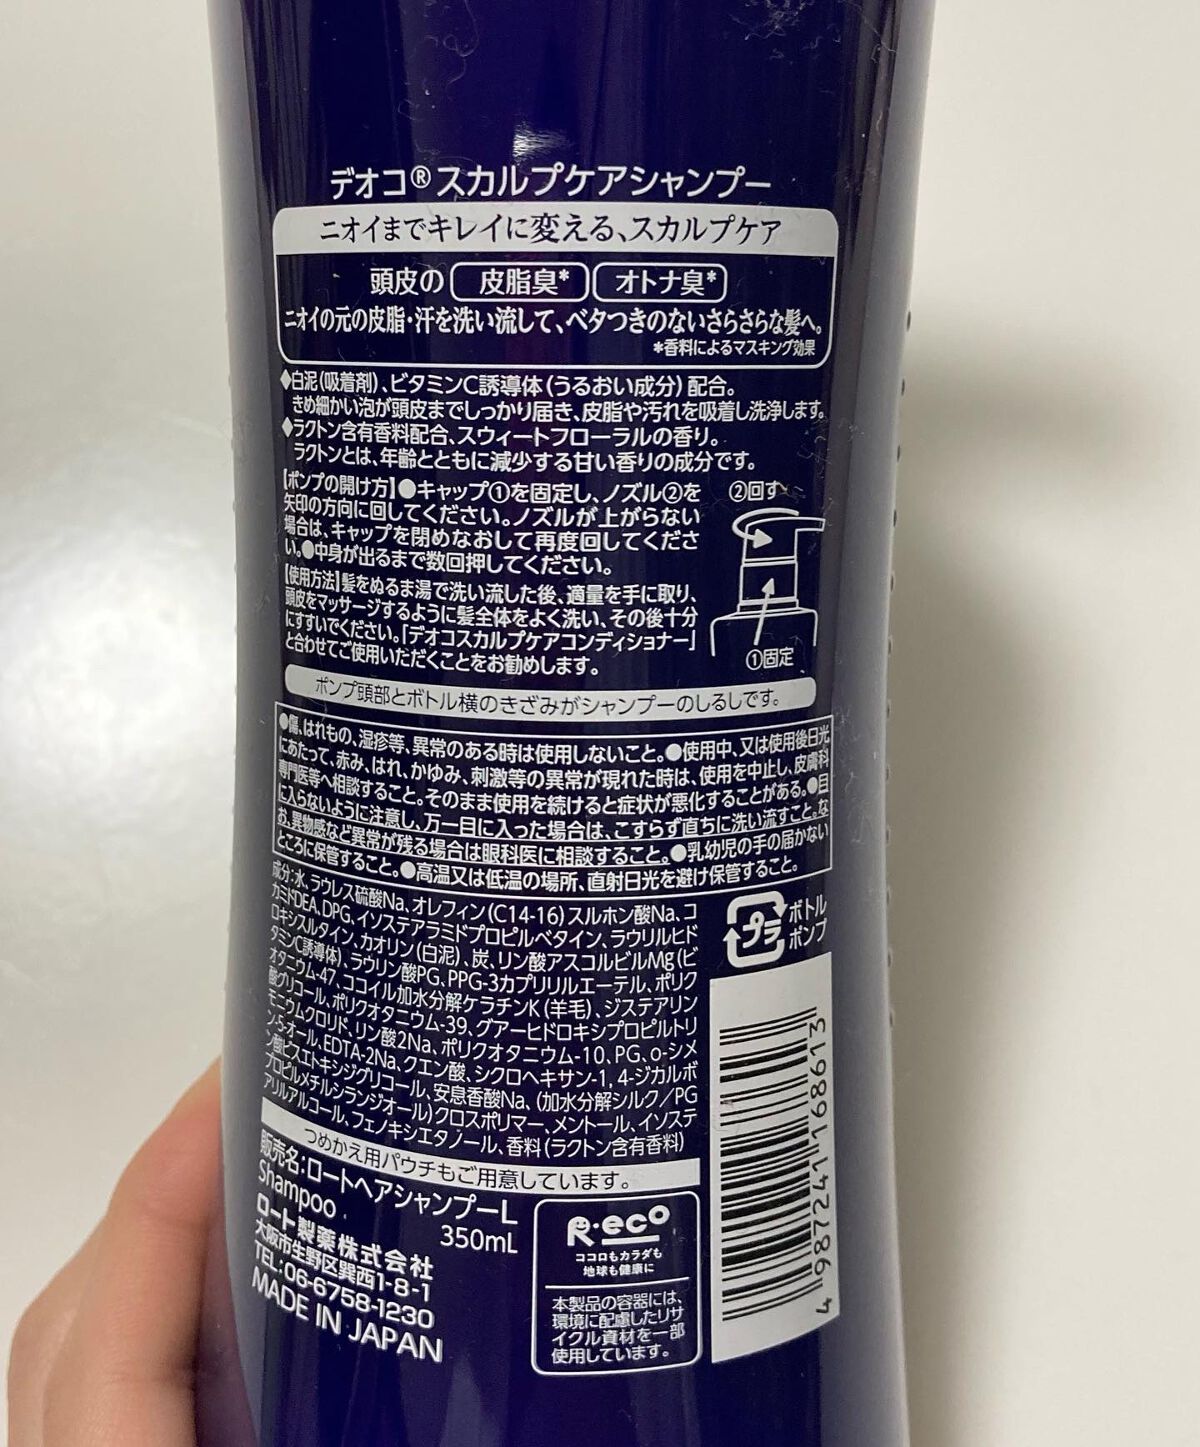 デオコ®スカルプケアシャンプー
ニオイまでキレイに変える、スカルプケア
頭皮の 皮脂臭* オトナ臭*
ニオイの元の皮脂・汗を洗い流して、ベタつきのないさらさらな髪へ。
*香料によるマスキング効果
◆白泥(吸着剤)、ビタミンC誘導体(うるおい成分)配合。
きめ細かい泡が頭皮までしっかり届き、皮脂や汚れを吸着し洗浄します。
◆ラクトン含有香料配合、スウィートフローラルの香り。
ラクトンとは、年齢とともに減少する甘い香りの成分です。
【ポンプの開け方】●キャップ①を固定し、ノズル②を
矢印の方向に回してください。ノズルが上がらない
場合は、キャップを閉めなおして再度回してくださ
い。●中身が出るまで数回押してください。
②回す
①固定
【使用方法】髪をぬるま湯で洗い流した後、適量を手に取り、
頭皮をマッサージするように髪全体をよく洗い、その後十分
にすすいでください。「デオコスカルプケアコンディショナー」
と合わせてご使用いただくことをお勧めします。
ポンプ頭部とボトル横のきざみがシャンプーのしるしです。
●傷、はれもの、湿疹等、異常のある時は使用しないこと。●使用中、又は使用後日光
にあたって、赤み、はれ、かゆみ、刺激等の異常が現れた時は、使用を中止し、皮膚科
専門医等へ相談すること。そのまま使用を続けると症状が悪化することがある。●目
に入らないように注意し、万一目に入った場合は、こすらず直ちに洗い流すこと。な
お、異物感など異常が残る場合は眼科医に相談すること。●乳幼児の手の届かない
ところに保管すること。●高温又は低温の場所、直射日光を避け保管すること。
成分:水、ラウレス硫酸Na、オレフィン(C14-16)スルホン酸Na、コ
カミドDEA、DPG、イソステアラミドプロピルベタイン、ラウリルヒド
ロキシスルタイン、カオリン(白泥)、炭、リン酸アスコルビルMg(ビ
タミンC誘導体)、ラウリン酸PG、PPG-3カプリリルエーテル、ポリク
オタニウム-47、ココイル加水分解ケラチンK(羊毛)、ジステアリン
酸グリコール、ポリクオタニウム-39、グアーヒドロキシプロピルトリ
モニウムクロリド、リン酸2Na、ポリクオタニウム-10、PG、o-シメ
ン-5-オール、EDTA-2Na、クエン酸、シクロヘキサン-1,4-ジカルボ
ン酸ビスエトキシジグリコール、安息香酸Na、(加水分解シルク/PG
プロピルメチルシランジオール)クロスポリマー、メントール、イソステ
アリルアルコール、フェノキシエタノール、香料(ラクトン含有香料)
プラ
ボトル
ポンプ
つめかえ用パウチもご用意しています。
販売名:ロートヘアシャンプーL
Shampoo
350mL
ロート製薬株式会社
大阪市生野区巽西1-8-1
TEL:06-6758-1230
MADE IN JAPAN
R・eco
ココロもカラダも
地球も健康に
本製品の容器には、
環境に配慮したリサ
イクル資材を一部
使用しています。
4 987241 168613